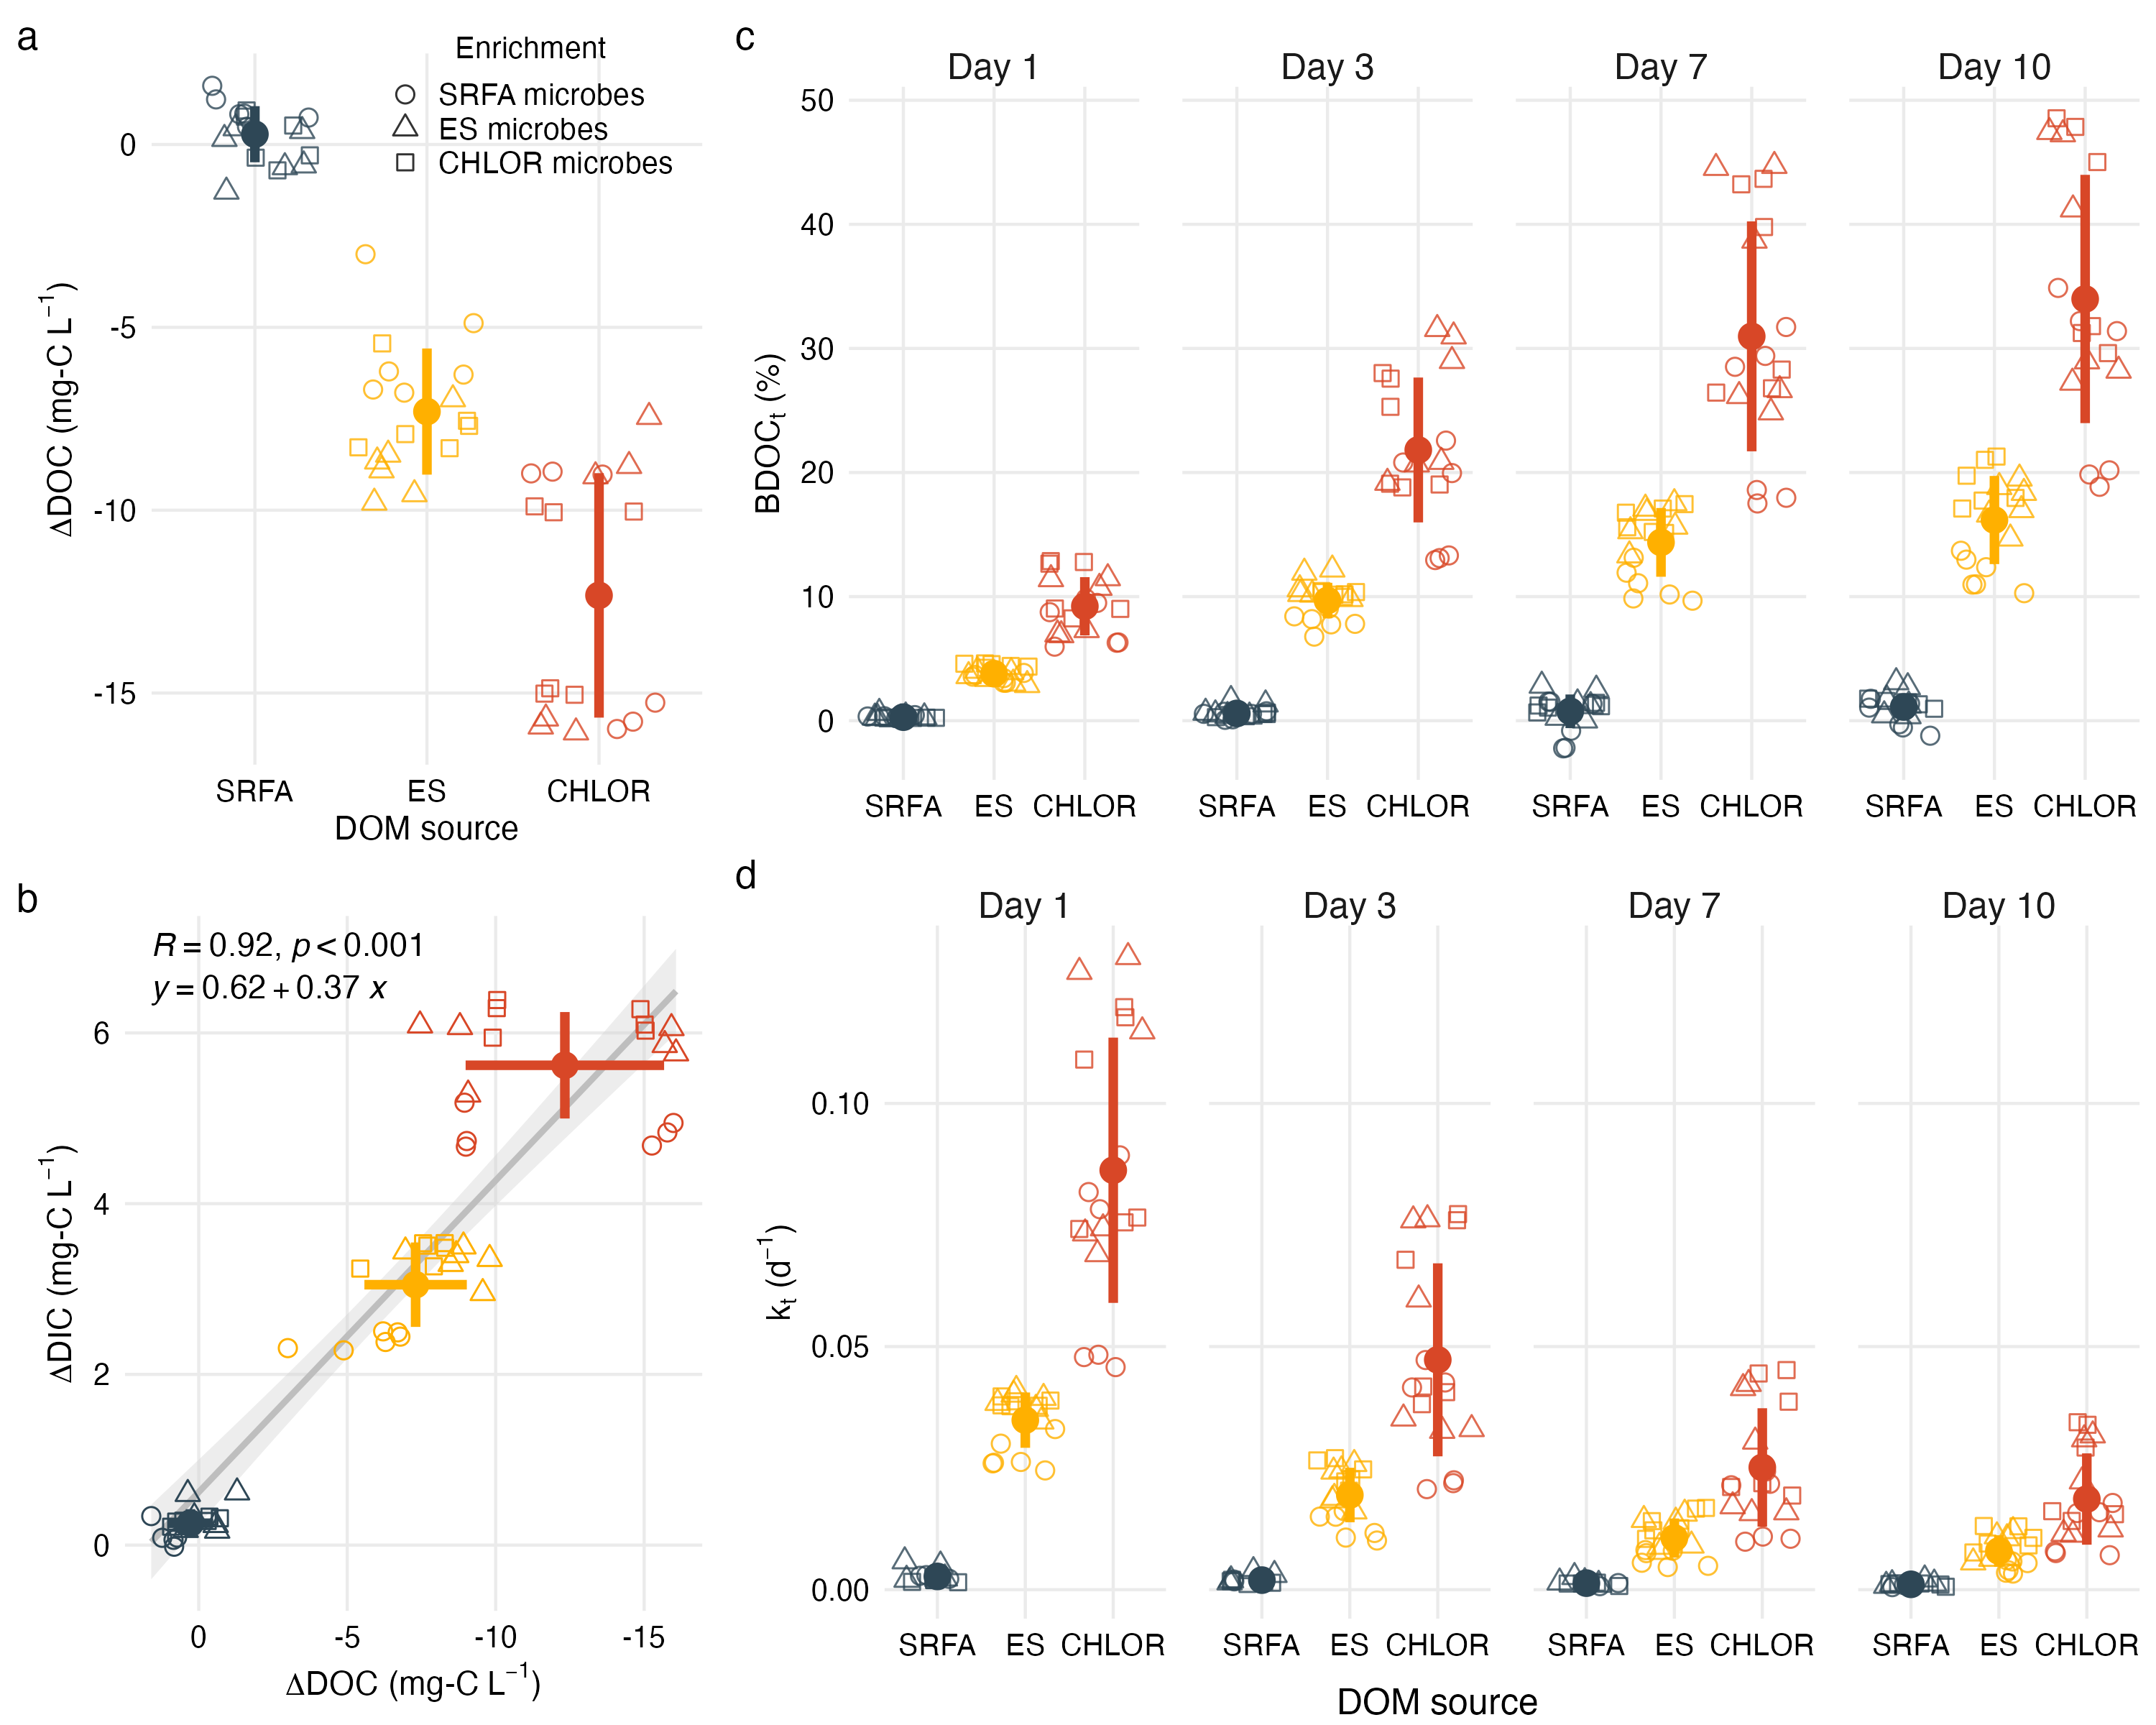 a
Enrichment
SRFA microbes
ES microbes
CHLOR microbes
0
-5
-10
-15
ΔDOC (mg-C L⁻¹)
SRFA ES CHLOR
DOM source
b
R = 0.92, p < 0.001
y = 0.62 + 0.37 x
6
4
2
0
ΔDIC (mg-C L⁻¹)
0 -5 -10 -15
ΔDOC (mg-C L⁻¹)
c
Day 1 Day 3 Day 7 Day 10
50
40
30
20
10
0
BDOCₜ (%)
SRFA ES CHLOR SRFA ES CHLOR SRFA ES CHLOR SRFA ES CHLOR
d
Day 1 Day 3 Day 7 Day 10
0.10
0.05
0.00
kₜ (d⁻¹)
SRFA ES CHLOR SRFA ES CHLOR SRFA ES CHLOR SRFA ES CHLOR
DOM source